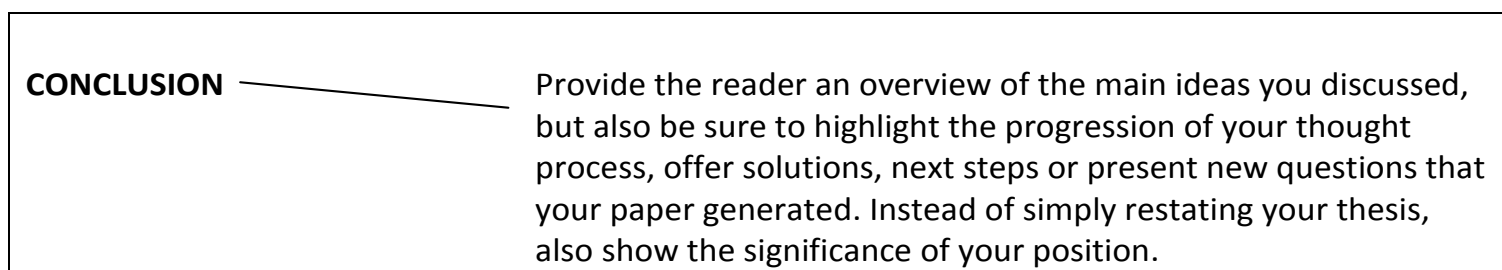 CONCLUSION Provide the reader an overview of the main ideas you discussed,
but also be sure to highlight the progression of your thought
process, offer solutions, next steps or present new questions that
your paper generated. Instead of simply restating your thesis,
also show the significance of your position.